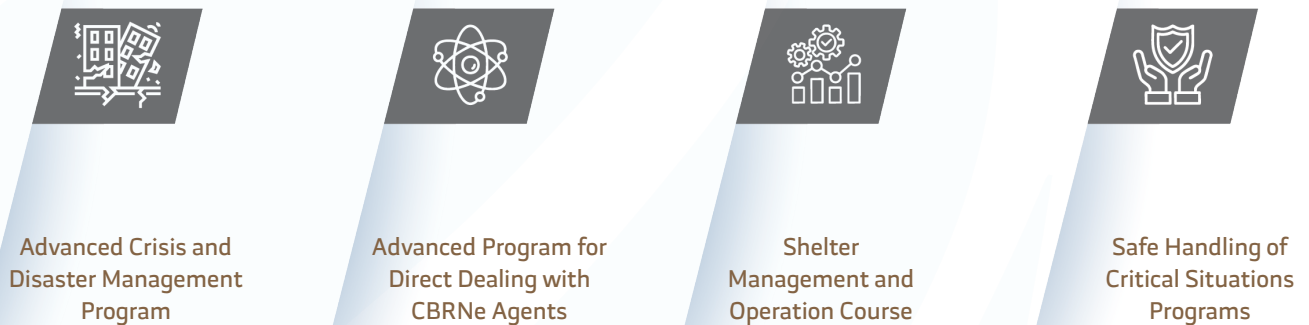 Advanced Crisis and
Disaster Management
Program
Advanced Program for
Direct Dealing with
CBRNe Agents
Shelter
Management and
Operation Course
Safe Handling of
Critical Situations
Programs